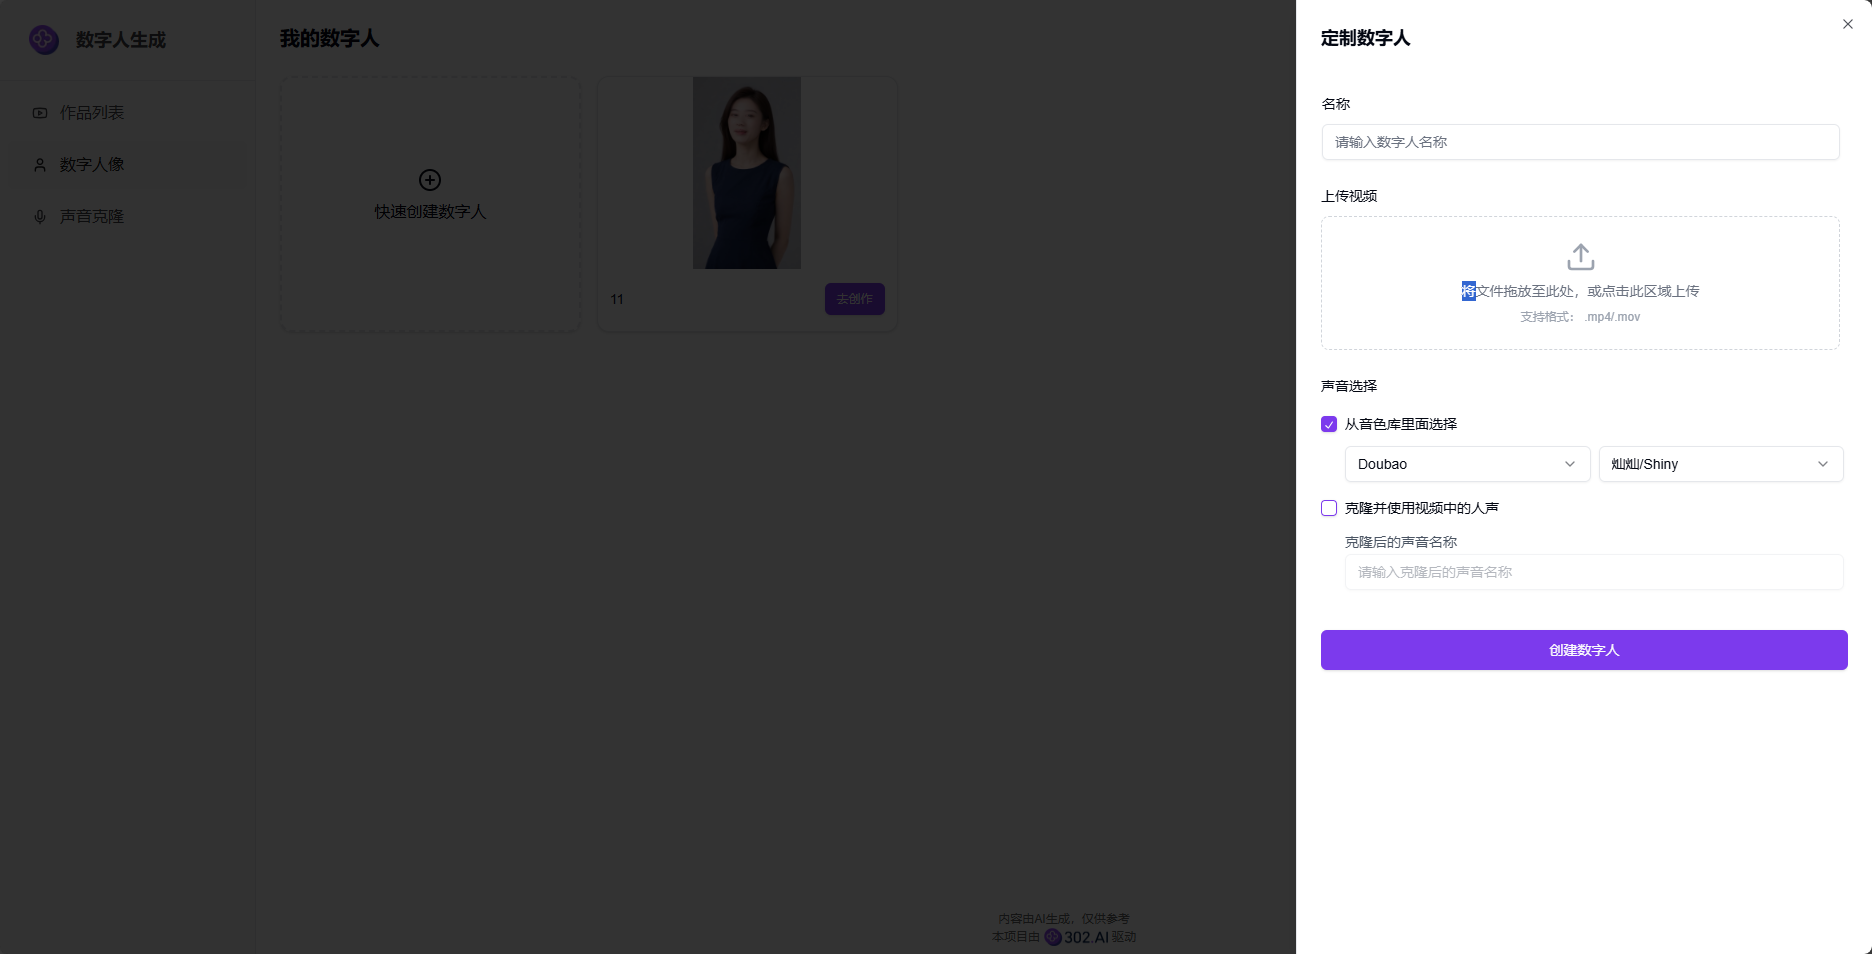 数字人生成
作品列表
数字人像
声音克隆
我的数字人
快速创建数字人
11
去创作
内容由AI生成，仅供参考
本项目由 302.AI 驱动
定制数字人
名称
请输入数字人名称
上传视频
将文件拖放至此处，或点击此区域上传
支持格式： .mp4/.mov
声音选择
从音色库里面选择
Doubao
灿灿/Shiny
克隆并使用视频中的人声
克隆后的声音名称
请输入克隆后的声音名称
创建数字人